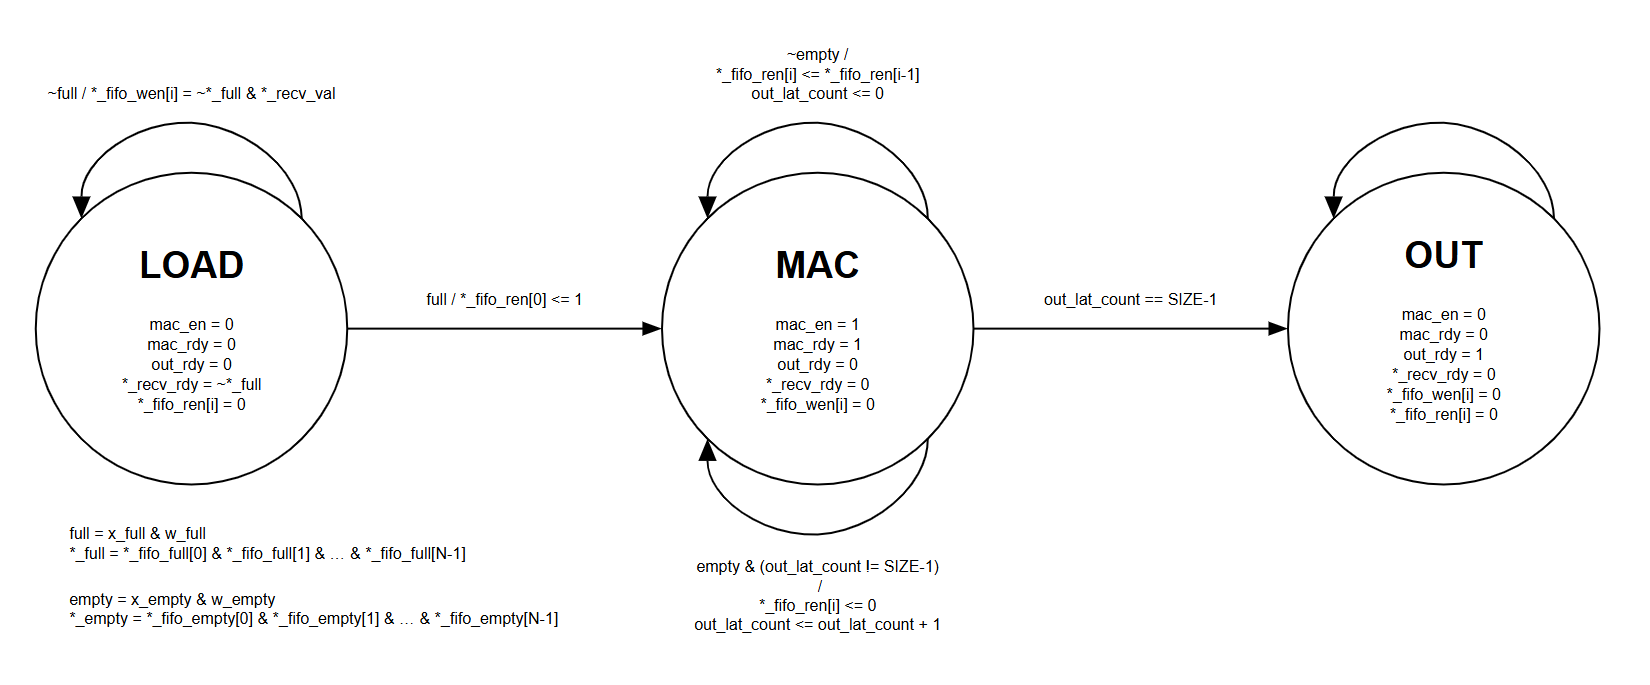 ~full / *_fifo_wen[i] = ~*_full & *_recv_val
~empty /
*_fifo_ren[i] <= *_fifo_ren[i-1]
out_lat_count <= 0
LOAD
mac_en = 0
mac_rdy = 0
out_rdy = 0
*_recv_rdy = ~*_full
*_fifo_ren[i] = 0
full / *_fifo_ren[0] <= 1
MAC
mac_en = 1
mac_rdy = 1
out_rdy = 0
*_recv_rdy = 0
*_fifo_wen[i] = 0
out_lat_count == SIZE-1
OUT
mac_en = 0
mac_rdy = 0
out_rdy = 1
*_recv_rdy = 0
*_fifo_wen[i] = 0
*_fifo_ren[i] = 0
full = x_full & w_full
*_full = *_fifo_full[0] & *_fifo_full[1] & ... & *_fifo_full[N-1]
empty = x_empty & w_empty
*_empty = *_fifo_empty[0] & *_fifo_empty[1] & ... & *_fifo_empty[N-1]
empty & (out_lat_count != SIZE-1)
/
*_fifo_ren[i] <= 0
out_lat_count <= out_lat_count + 1